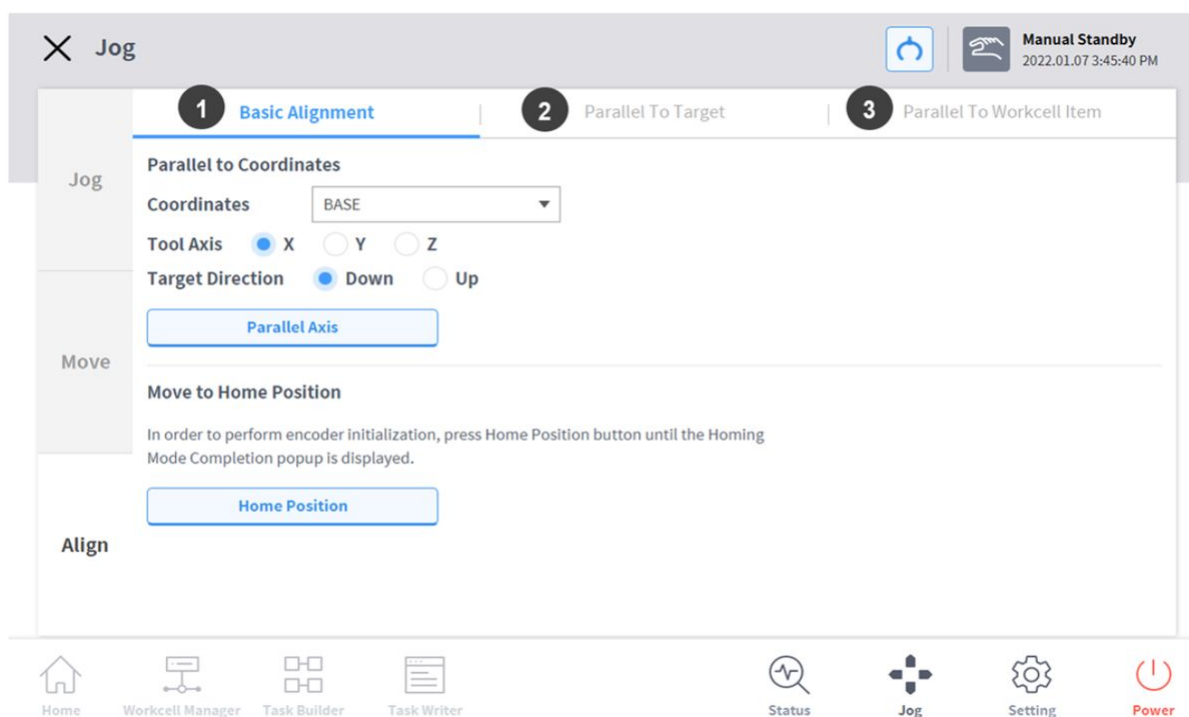 Jog
Manual Standby
2022.01.07 3:45:40 PM
1 Basic Alignment
2 Parallel To Target
3 Parallel To Workcell Item
Jog
Move
Align
Parallel to Coordinates
Coordinates BASE
Tool Axis X Y Z
Target Direction Down Up
Parallel Axis
Move to Home Position
In order to perform encoder initialization, press Home Position button until the Homing
Mode Completion popup is displayed.
Home Position
Home Workcell Manager Task Builder Task Writer Status Jog Setting Power